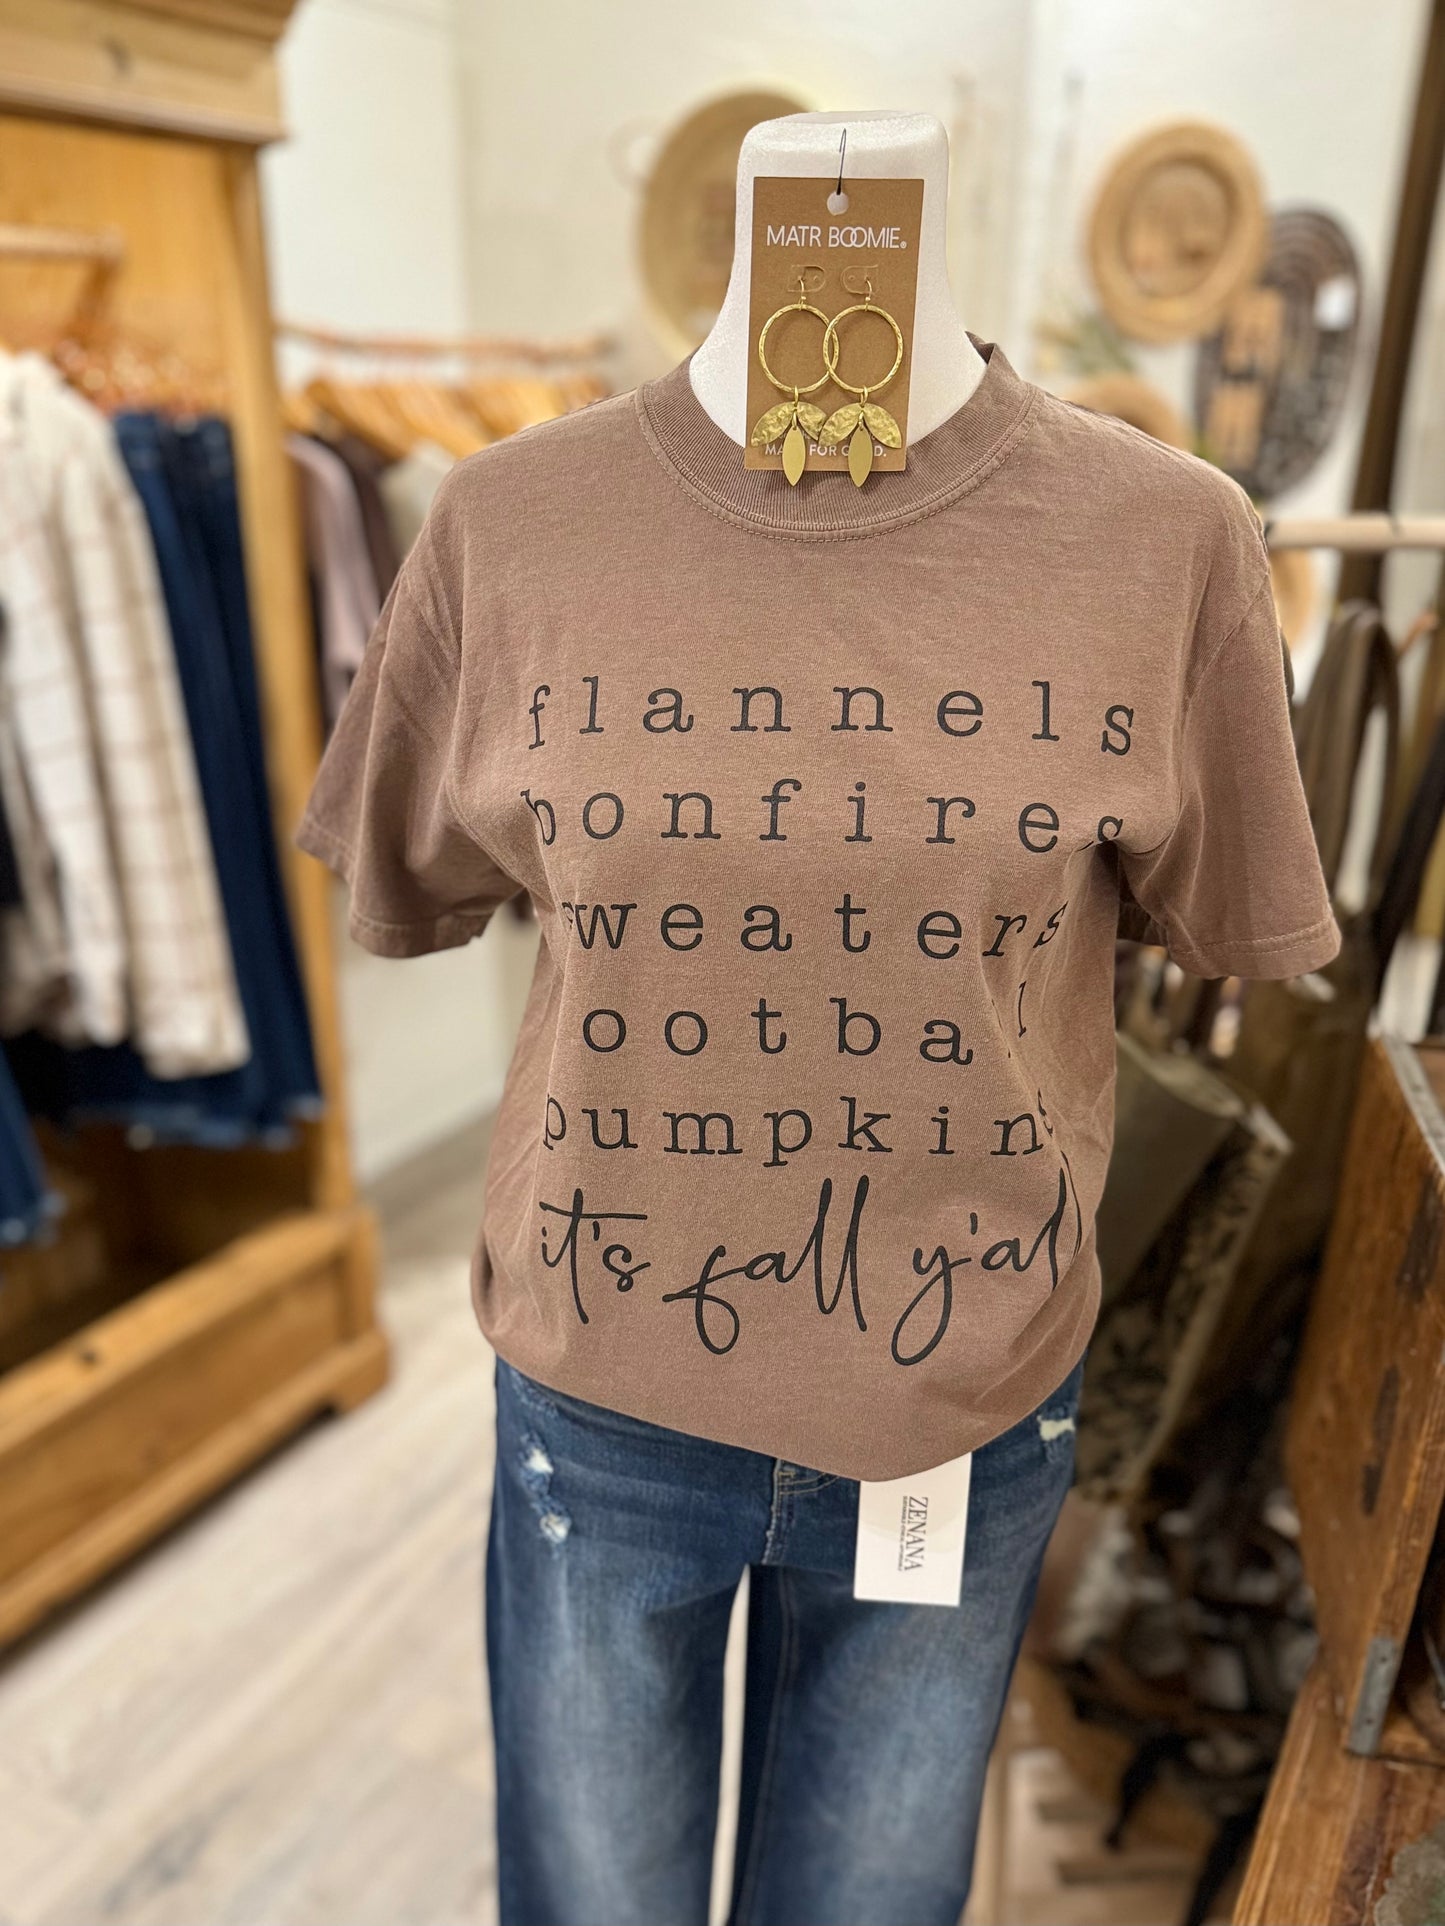 MATR BOOMIE®
flannels
bonfires
sweaters
football
pumpkins
it's fall y'all
ZENANA